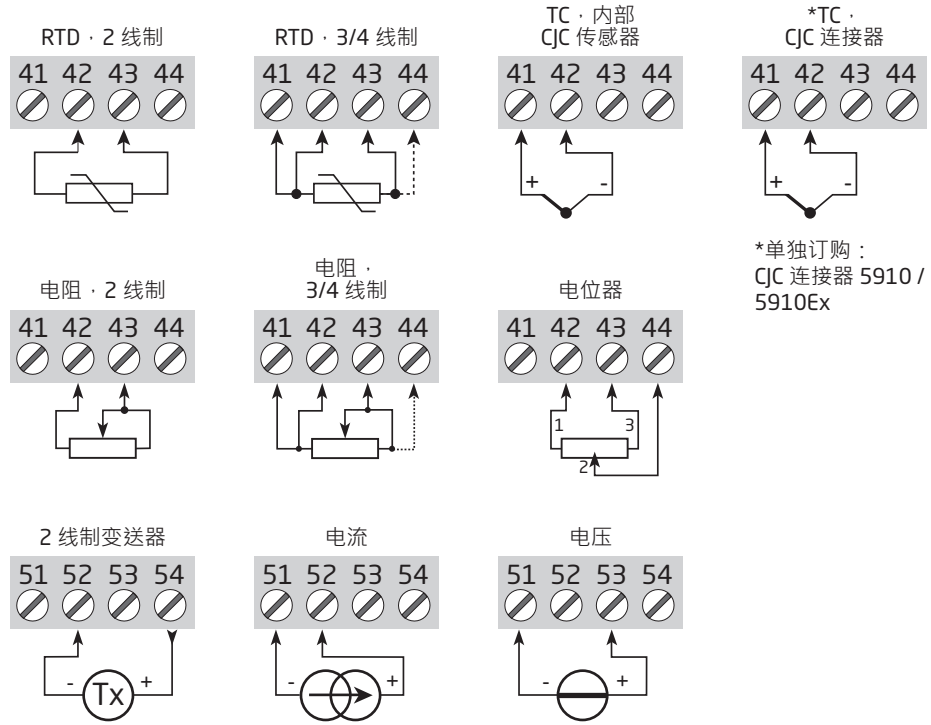 RTD · 2 线制
41 42 43 44
RTD · 3/4 线制
41 42 43 44
TC · 内部
CJC 传感器
41 42 43 44
+ -
*TC ·
CJC 连接器
41 42 43 44
+ -
*单独订购：
CJC 连接器 5910 /
5910Ex
电阻 · 2 线制
41 42 43 44
电阻 ·
3/4 线制
41 42 43 44
电位器
41 42 43 44
1 3
2
2 线制变送器
51 52 53 54
- Tx +
电流
51 52 53 54
- +
电压
51 52 53 54
- +